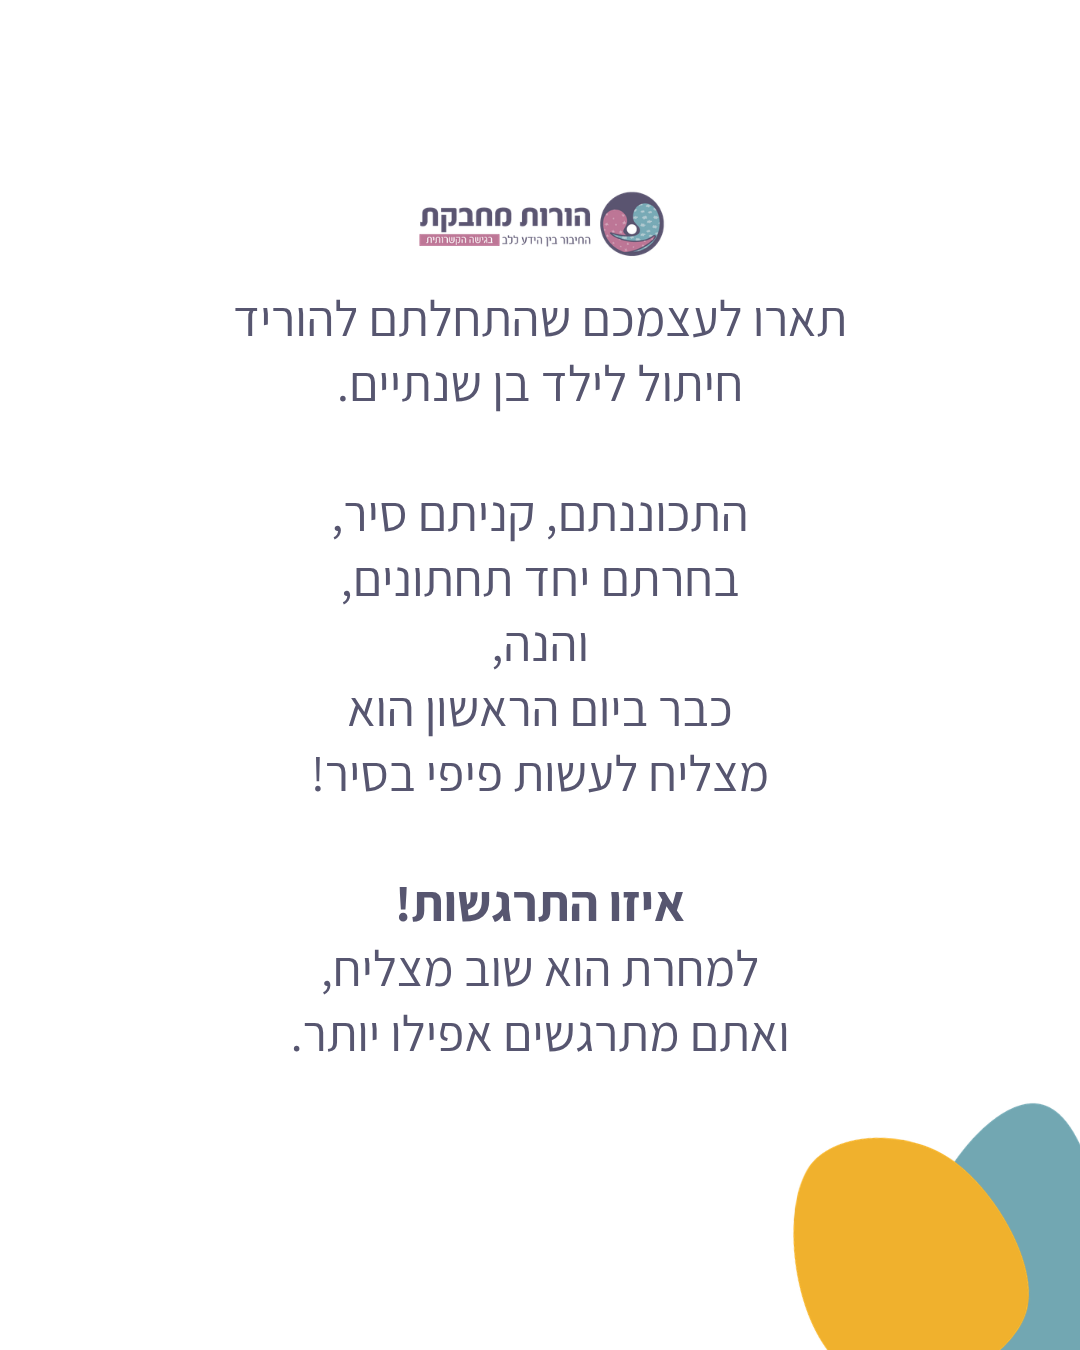 הורות מחבקת
החיבור בין הידע ללב בגישה הקשרותית
תארו לעצמכם שהתחלתם להוריד
חיתול לילד בן שנתיים.
התכוננתם, קניתם סיר,
בחרתם יחד תחתונים,
והנה,
כבר ביום הראשון הוא
מצליח לעשות פיפי בסיר!
איזו התרגשות!
למחרת הוא שוב מצליח,
ואתם מתרגשים אפילו יותר.